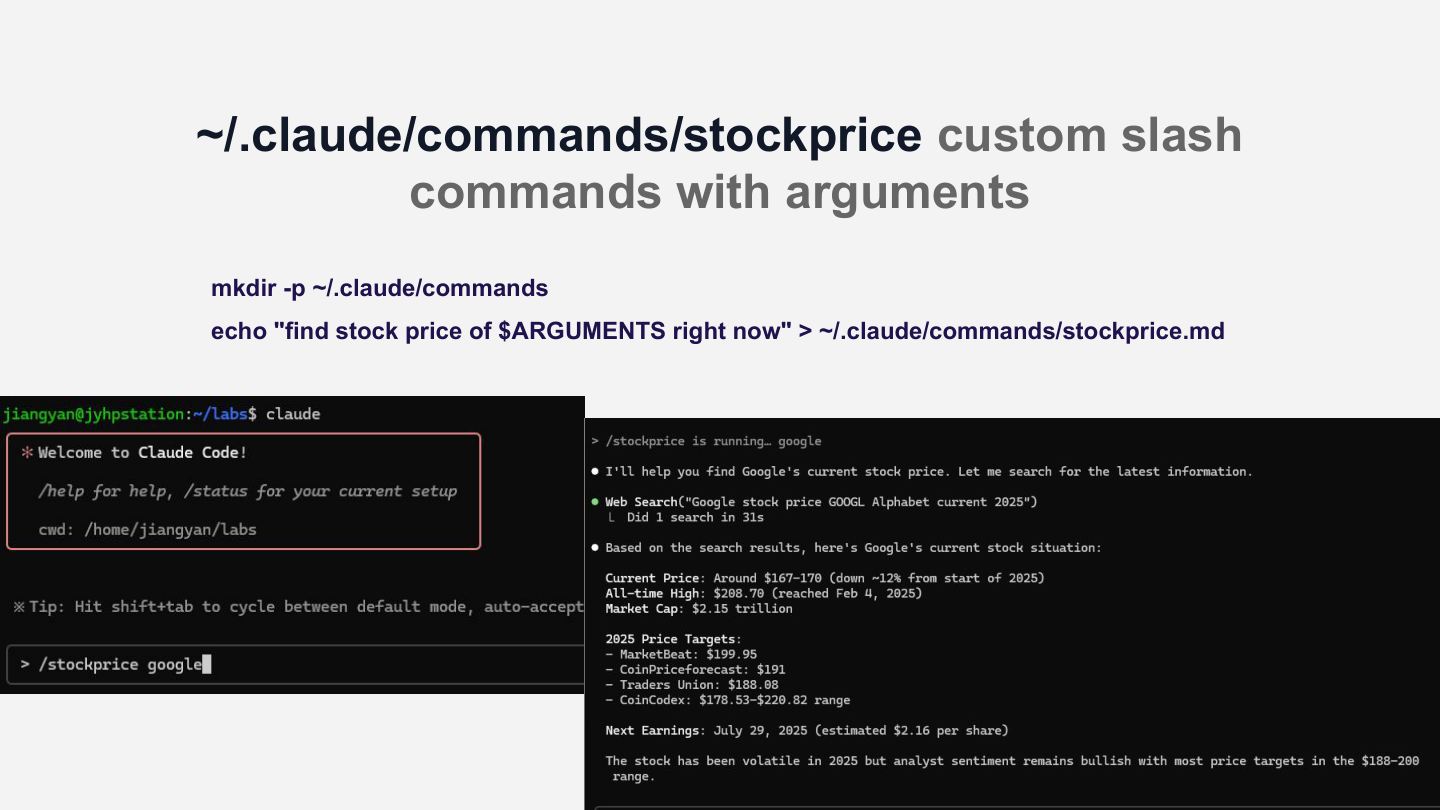 ~/.claude/commands/stockprice custom slash
commands with arguments
mkdir -p ~/.claude/commands
echo "find stock price of $ARGUMENTS right now" > ~/.claude/commands/stockprice.md
jiangyan@jyhpstation:~/labs$ claude
✻ Welcome to Claude Code!
/help for help, /status for your current setup
cwd: /home/jiangyan/labs
※ Tip: Hit shift+tab to cycle between default mode, auto-accept
> /stockprice google
> /stockprice is running… google
● I'll help you find Google's current stock price. Let me search for the latest information.
● Web Search("Google stock price GOOGL Alphabet current 2025")
⎿ Did 1 search in 31s
● Based on the search results, here's Google's current stock situation:
Current Price: Around $167-170 (down ~12% from start of 2025)
All-time High: $208.70 (reached Feb 4, 2025)
Market Cap: $2.15 trillion
2025 Price Targets:
- MarketBeat: $199.95
- CoinPriceforecast: $191
- Traders Union: $188.08
- CoinCodex: $178.53-$220.82 range
Next Earnings: July 29, 2025 (estimated $2.16 per share)
The stock has been volatile in 2025 but analyst sentiment remains bullish with most price targets in the $188-200
range.